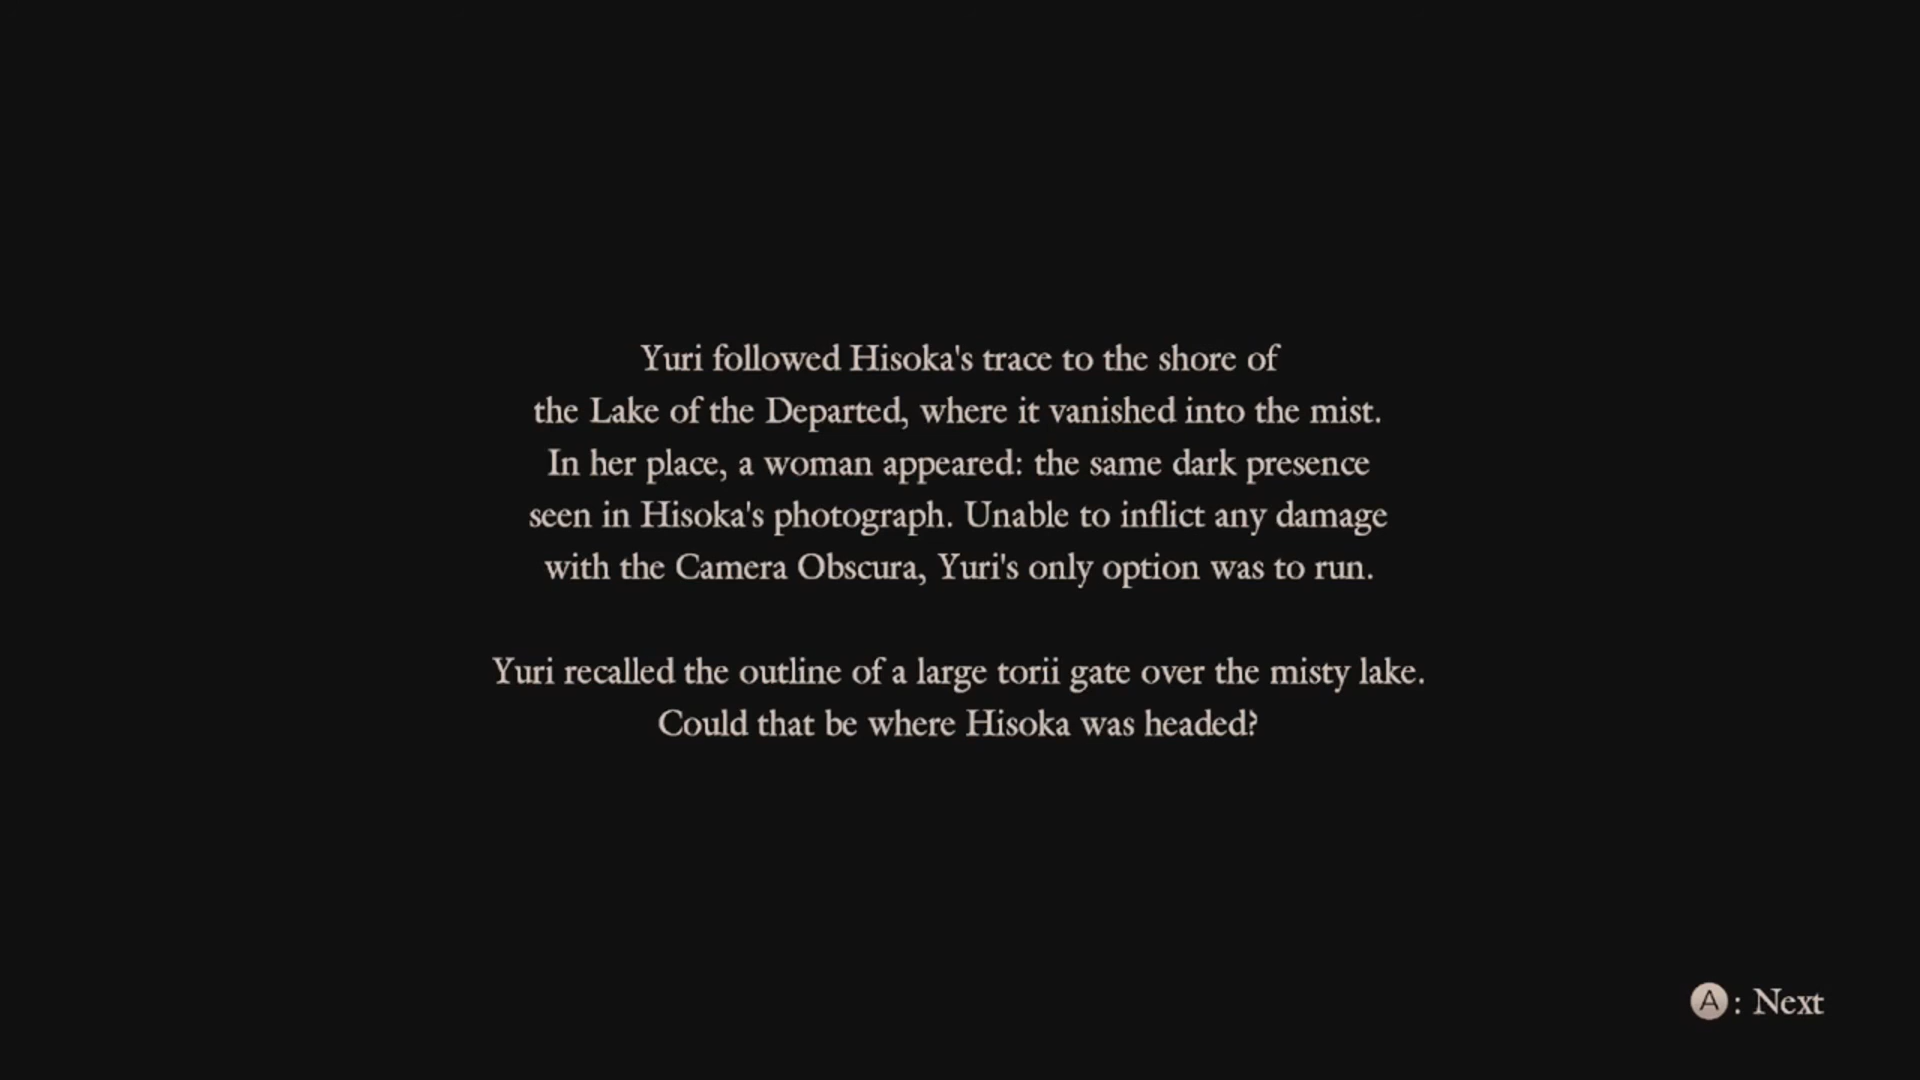 Yuri followed Hisoka's trace to the shore of
the Lake of the Departed, where it vanished into the mist.
In her place, a woman appeared: the same dark presence
seen in Hisoka's photograph. Unable to inflict any damage
with the Camera Obscura, Yuri's only option was to run.
Yuri recalled the outline of a large torii gate over the misty lake.
Could that be where Hisoka was headed?
A : Next